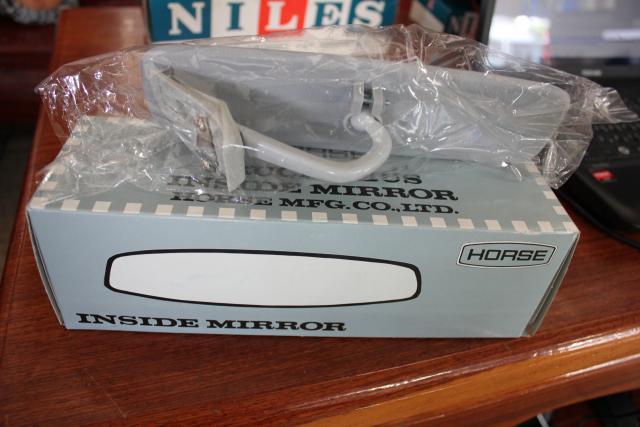 NILES
INSIDE MIRROR
HORSE MFG.CO.,LTD.
HORSE
INSIDE MIRROR